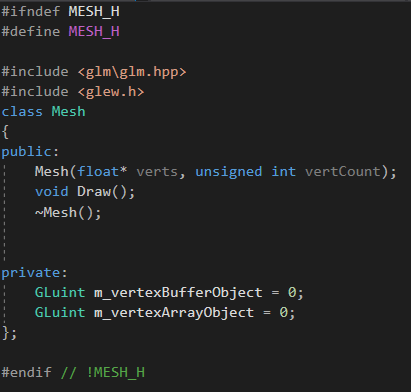 #ifndef MESH_H
#define MESH_H
#include <glm\glm.hpp>
#include <glew.h>
class Mesh
{
public:
Mesh(float* verts, unsigned int vertCount);
void Draw();
~Mesh();
private:
GLuint m_vertexBufferObject = 0;
GLuint m_vertexArrayObject = 0;
};
#endif // !MESH_H